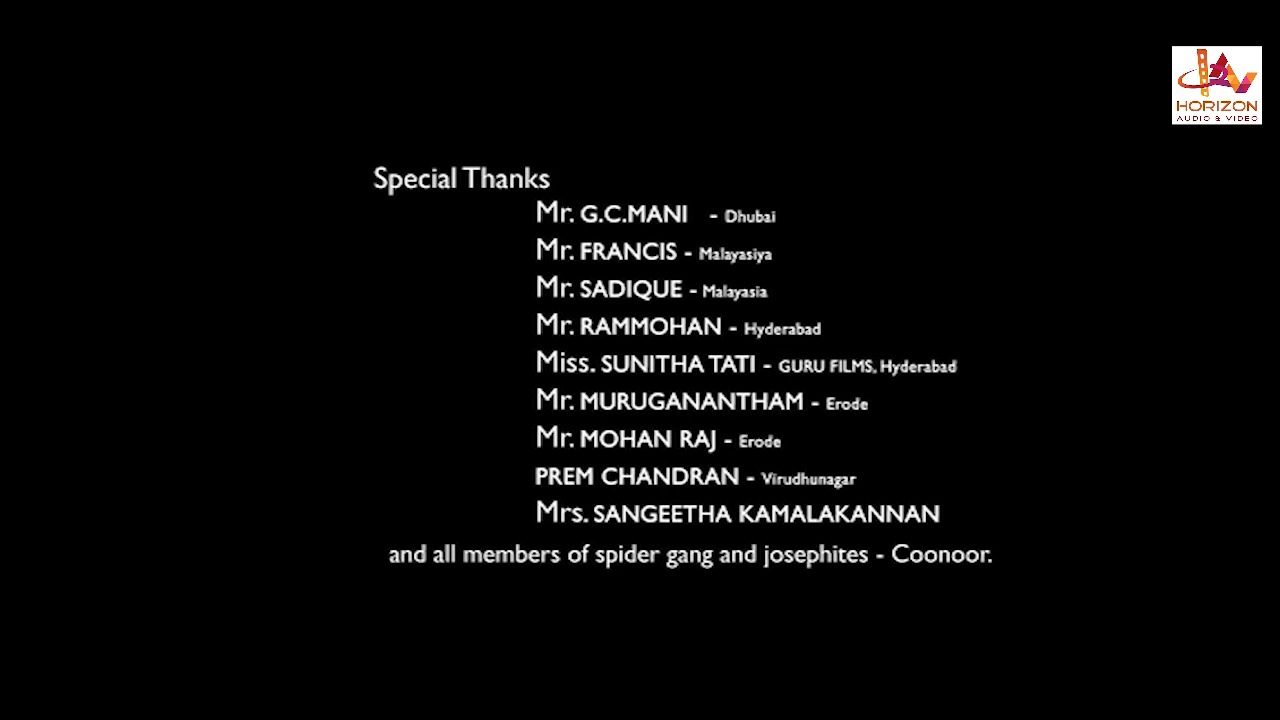 HORIZON
AUDIO & VIDEO
Special Thanks
Mr. G.C.MANI - Dhubai
Mr. FRANCIS - Malayasiya
Mr. SADIQUE - Malayasia
Mr. RAMMOHAN - Hyderabad
Miss. SUNITHA TATI - GURU FILMS, Hyderabad
Mr. MURUGANANTHAM - Erode
Mr. MOHAN RAJ - Erode
PREM CHANDRAN - Virudhunagar
Mrs. SANGEETHA KAMALAKANNAN
and all members of spider gang and josephites - Coonoor.